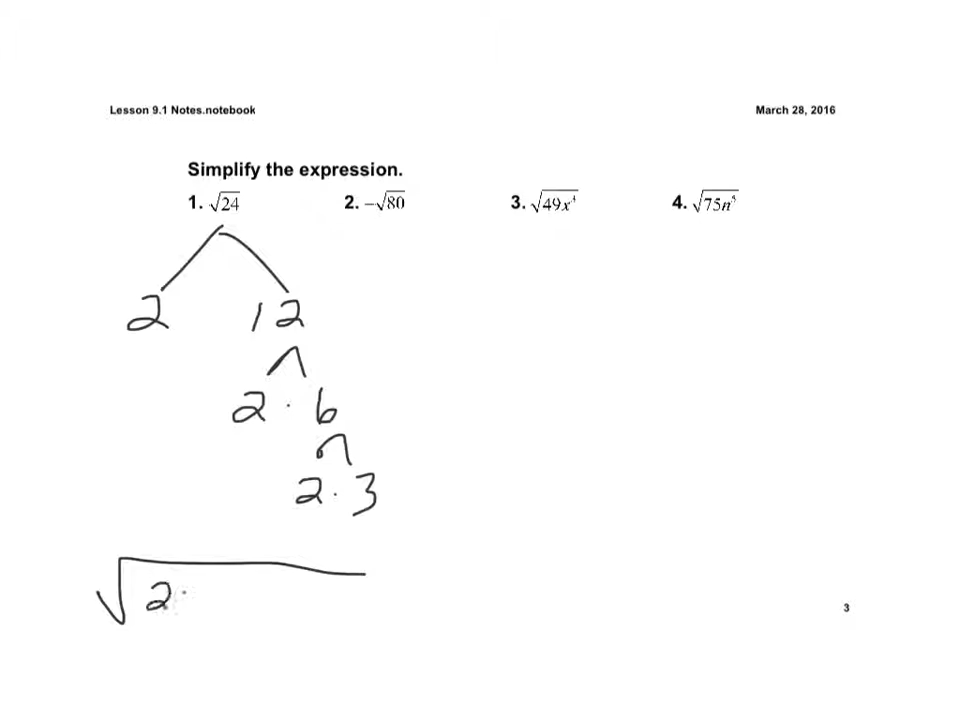 Lesson 9.1 Notes.notebook March 28, 2016
Simplify the expression.
1. √24 2. −√80 3. √49x⁴ 4. √75n⁵
2 12
2 · 6
2 · 3
√2·
3